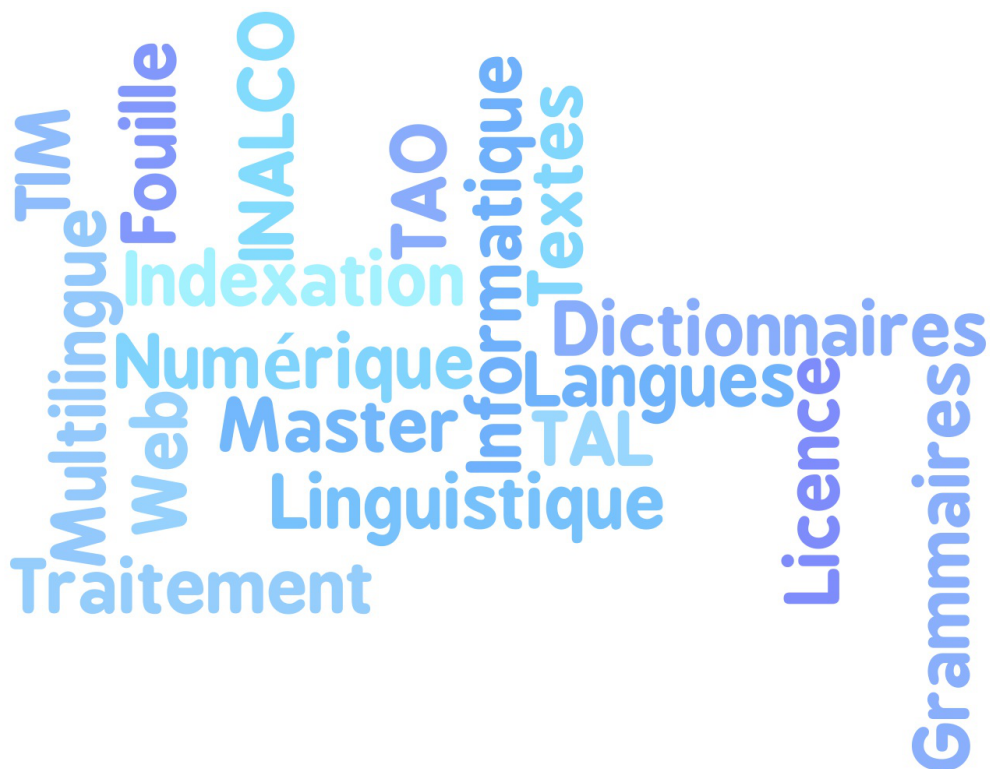 TIM
Fouille
INALCO
TAO
Informatique
Textes
Multilingue
Indexation
Dictionnaires
Numérique
Langues
Web
Master
TAL
Licence
Grammaires
Linguistique
Traitement